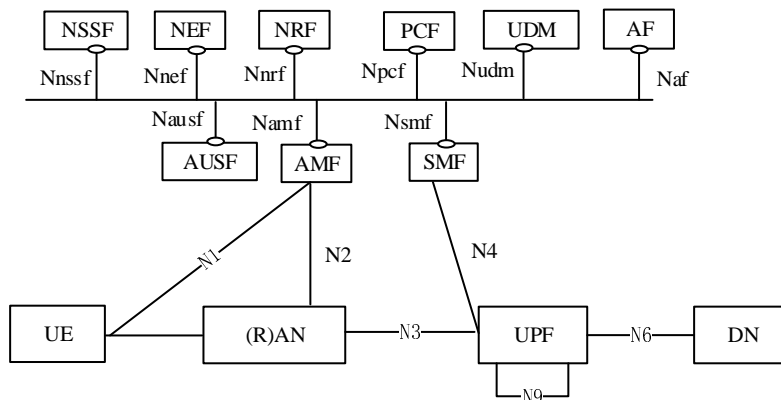 NSSF NEF NRF PCF UDM AF
Nnssf Nnef Nnrf Npcf Nudm Naf
Nausf Namf Nsmf
AUSF AMF SMF
N1 N2 N4
UE (R)AN N3 UPF N6 DN
N9